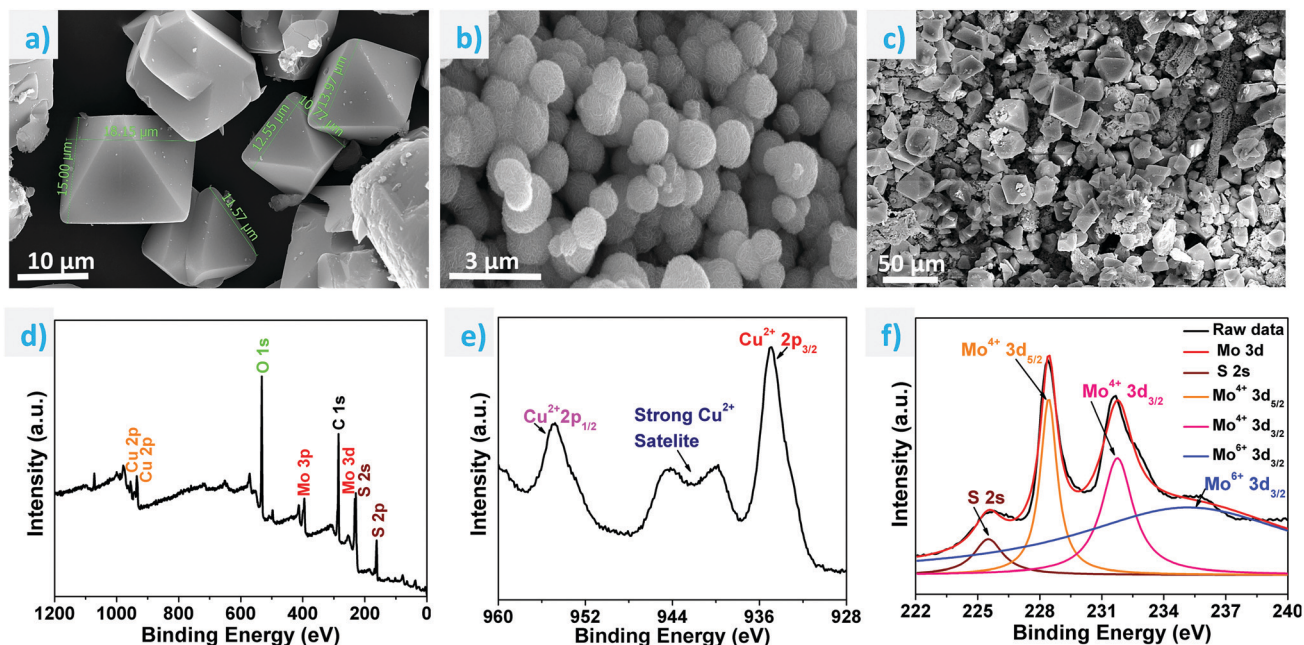 a)
15.00 μm
12.55 μm
11.57 μm
10 μm
b)
3 μm
c)
50 μm
d)
Intensity (a.u.)
Cu 2p
Cu 2p
O 1s
Mo 3p
C 1s
Mo 3d
S 2s
S 2p
1200 1000 800 600 400 200 0
Binding Energy (eV)
e)
Intensity (a.u.)
Cu²⁺2p₁/₂
Strong Cu²⁺
Satelite
Cu²⁺ 2p₃/₂
960 952 944 936 928
Binding Energy (eV)
f)
Intensity (a.u.)
S 2s
Mo⁴⁺ 3d₅/₂
Mo⁴⁺ 3d₃/₂
Raw data
Mo 3d
S 2s
Mo⁴⁺ 3d₅/₂
Mo⁴⁺ 3d₃/₂
Mo⁶⁺ 3d₃/₂
Mo⁶⁺ 3d₃/₂
222 225 228 231 234 237 240
Binding Energy (eV)